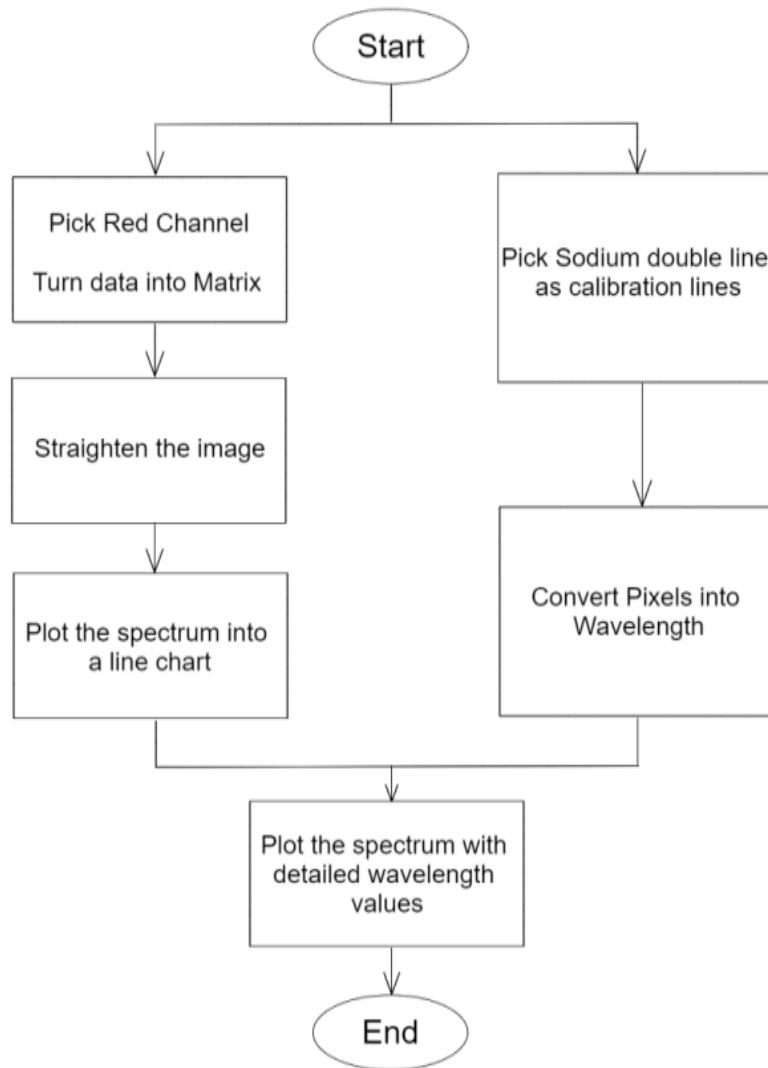 Start
Pick Red Channel
Turn data into Matrix
Straighten the image
Plot the spectrum into
a line chart
Pick Sodium double line
as calibration lines
Convert Pixels into
Wavelength
Plot the spectrum with
detailed wavelength
values
End